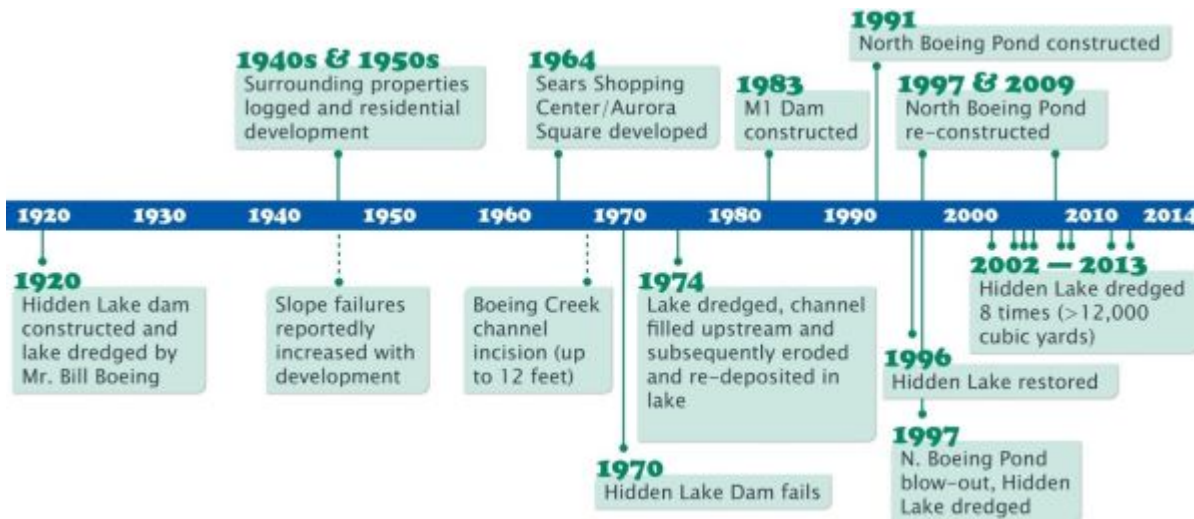 1940s & 1950s
Surrounding properties
logged and residential
development
1964
Sears Shopping
Center/Aurora
Square developed
1983
M1 Dam
constructed
1991
North Boeing Pond constructed
1997 & 2009
North Boeing Pond
re-constructed
1920 1930 1940 1950 1960 1970 1980 1990 2000 2010 2014
1920
Hidden Lake dam
constructed and
lake dredged by
Mr. Bill Boeing
Slope failures
reportedly
increased with
development
Boeing Creek
channel
incision (up
to 12 feet)
1970
Hidden Lake Dam fails
1974
Lake dredged, channel
filled upstream and
subsequently eroded
and re-deposited in
lake
1996
Hidden Lake restored
1997
N. Boeing Pond
blow-out, Hidden
Lake dredged
2002 — 2013
Hidden Lake dredged
8 times (>12,000
cubic yards)